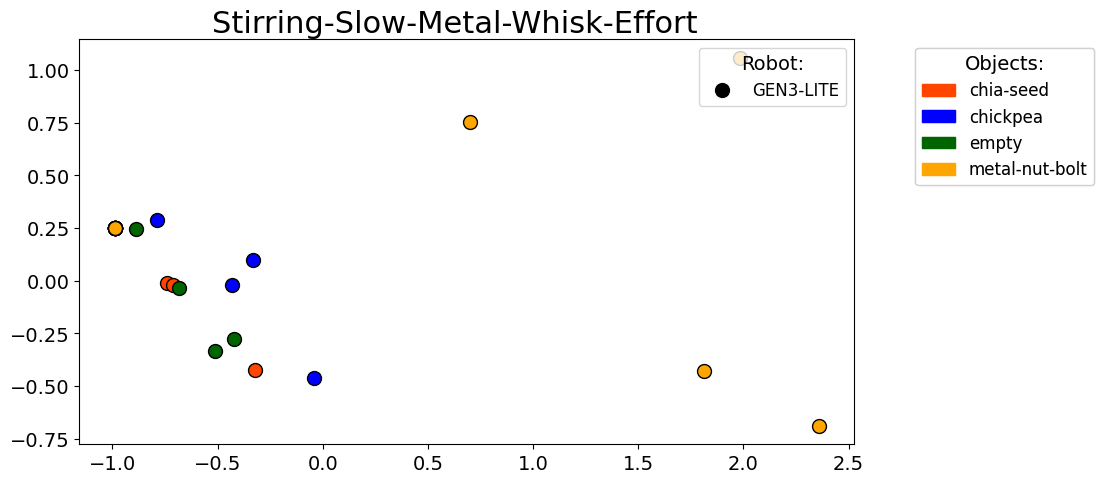 Stirring-Slow-Metal-Whisk-Effort
Robot:
GEN3-LITE
Objects:
chia-seed
chickpea
empty
metal-nut-bolt
1.00
0.75
0.50
0.25
0.00
−0.25
−0.50
−0.75
−1.0
−0.5
0.0
0.5
1.0
1.5
2.0
2.5